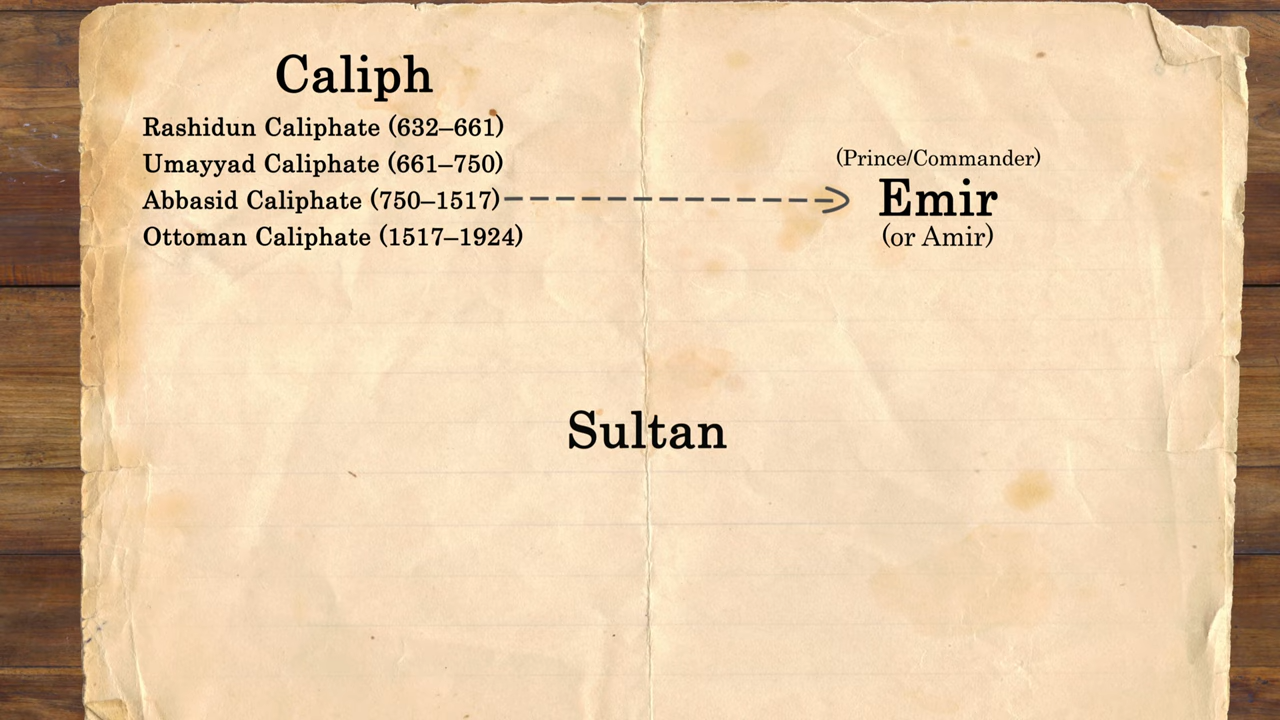 Caliph
Rashidun Caliphate (632–661)
Umayyad Caliphate (661–750)
Abbasid Caliphate (750–1517)
Ottoman Caliphate (1517–1924)
(Prince/Commander)
Emir
(or Amir)
Sultan